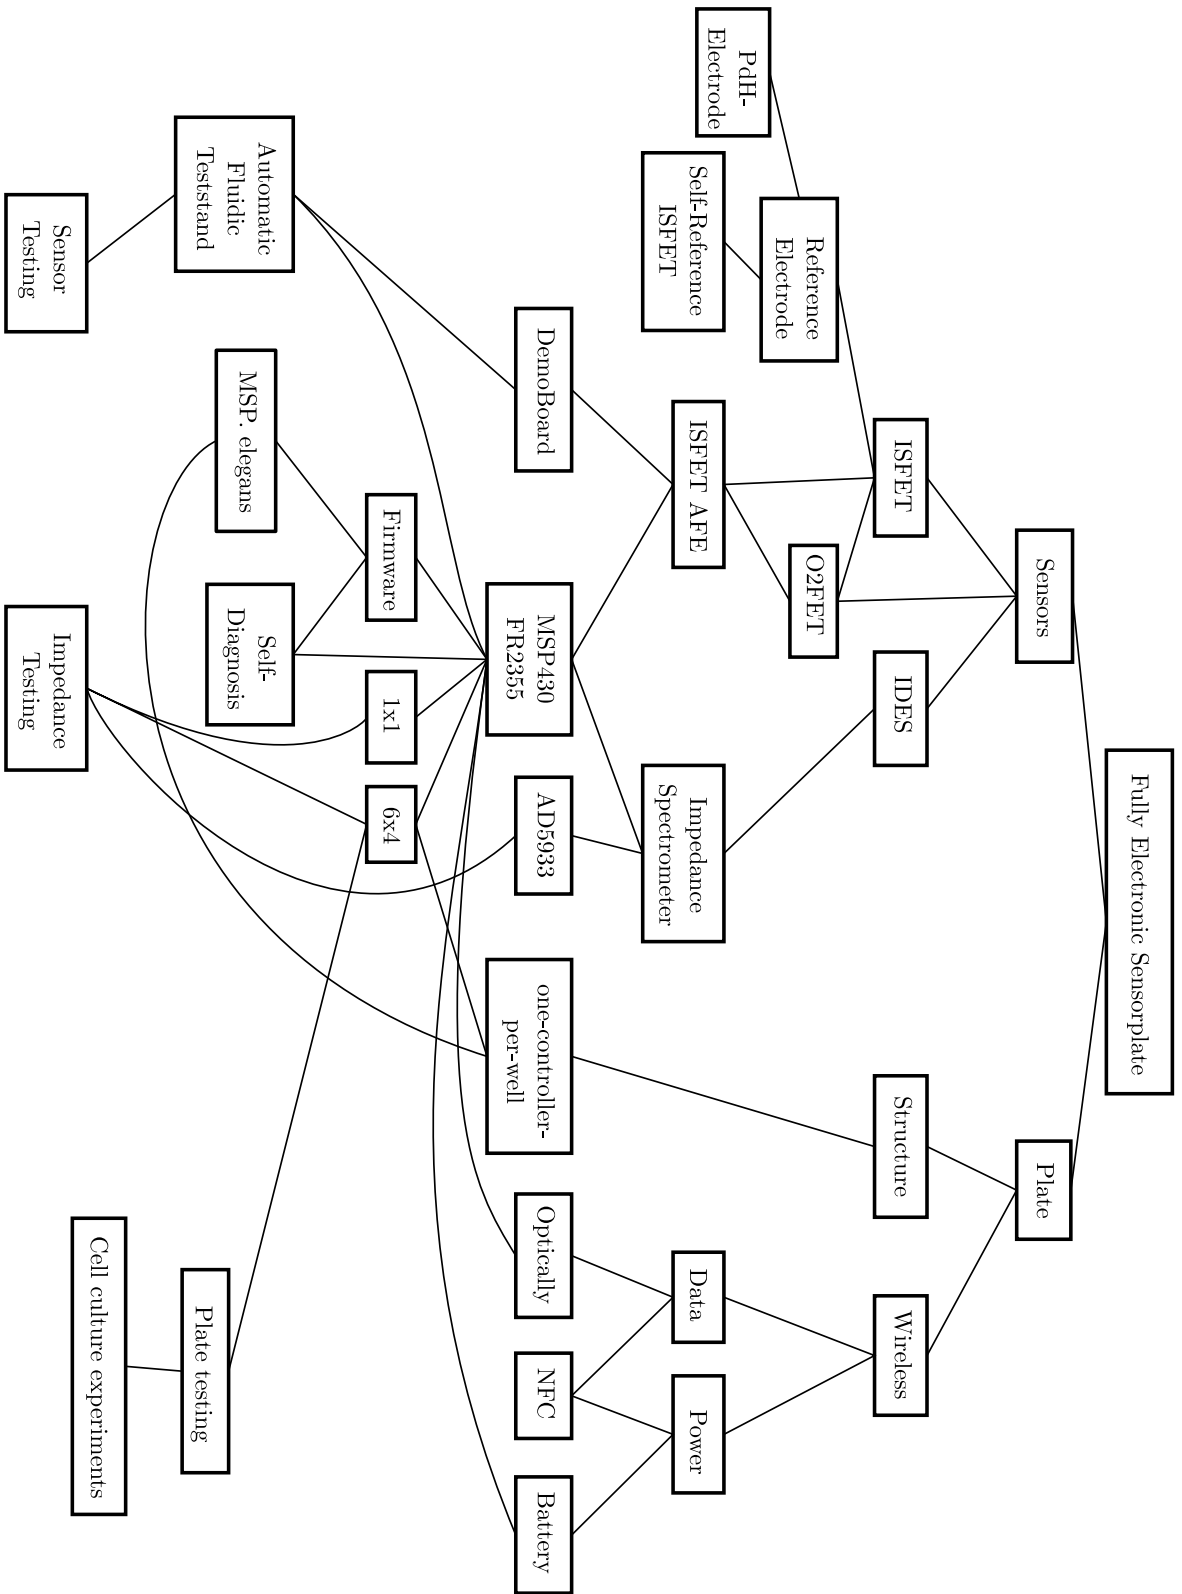 Fully Electronic Sensorplate
Sensors
Plate
ISFET
IDES
Structure
Wireless
Reference
Electrode
O2FET
PdH-
Electrode
Self-Reference
ISFET
ISFET AFE
Impedance
Spectrometer
Data
Power
DemoBoard
MSP430
FR2355
AD5933
one-controller-
per-well
Optically
NFC
Battery
Firmware
1x1
6x4
Automatic
Fluidic
Teststand
MSP. elegans
Self-
Diagnosis
Plate testing
Sensor
Testing
Impedance
Testing
Cell culture experiments